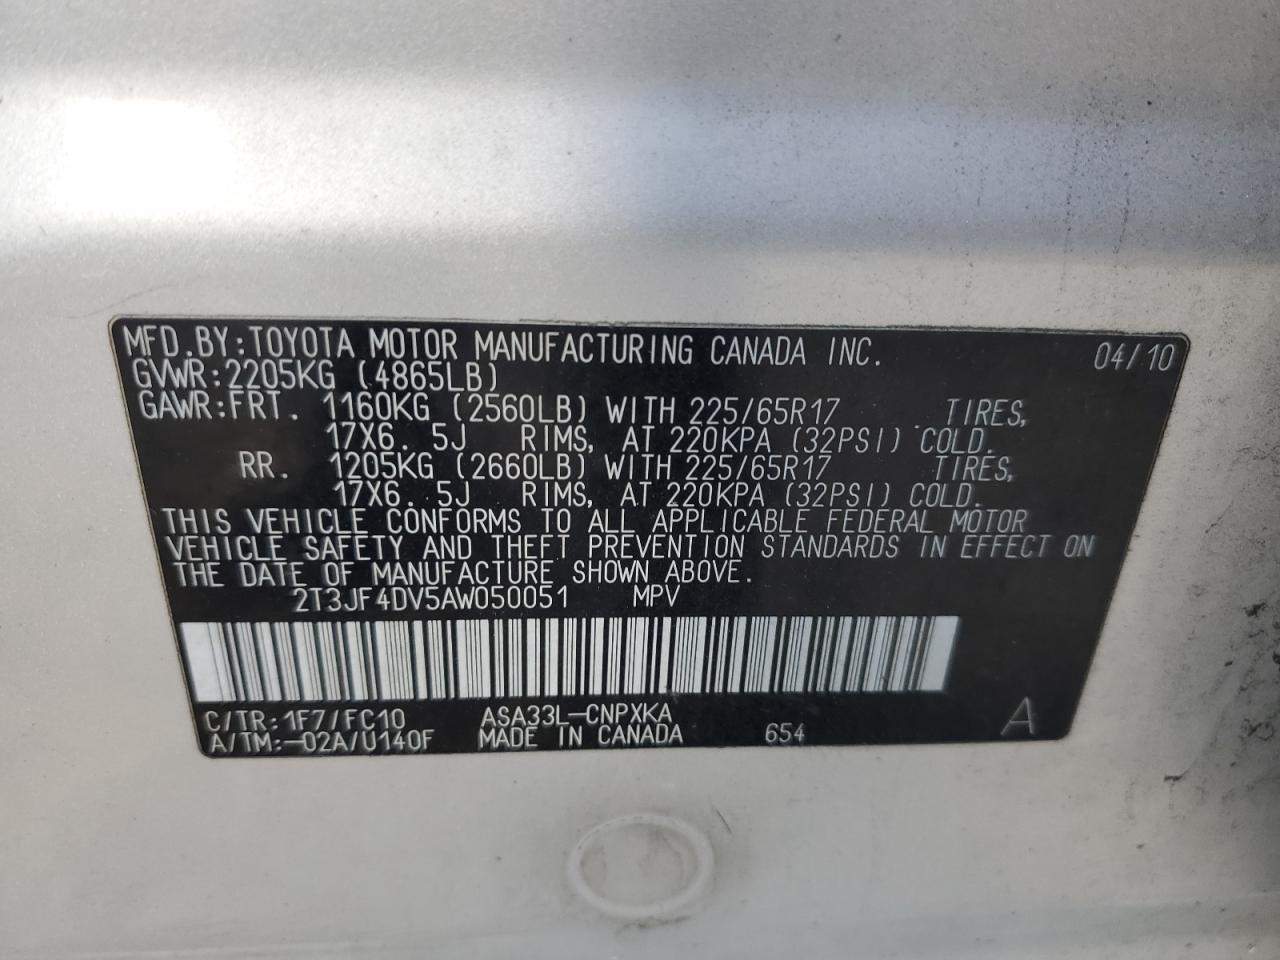 MFD.BY:TOYOTA MOTOR MANUFACTURING CANADA INC. 04/10
GVWR:2205KG (4865LB)
GAWR:FRT. 1160KG (2560LB) WITH 225/65R17 TIRES,
17X6. 5J RIMS, AT 220KPA (32PSI) COLD.
RR. 1205KG (2660LB) WITH 225/65R17 TIRES,
17X6. 5J RIMS, AT 220KPA (32PSI) COLD.
THIS VEHICLE CONFORMS TO ALL APPLICABLE FEDERAL MOTOR
VEHICLE SAFETY AND THEFT PREVENTION STANDARDS IN EFFECT ON
THE DATE OF MANUFACTURE SHOWN ABOVE.
2T3JF4DV5AW050051 MPV
C/TR:1F7/FC10 ASA33L-CNPXKA A
A/TM:-02A/U140F MADE IN CANADA 654